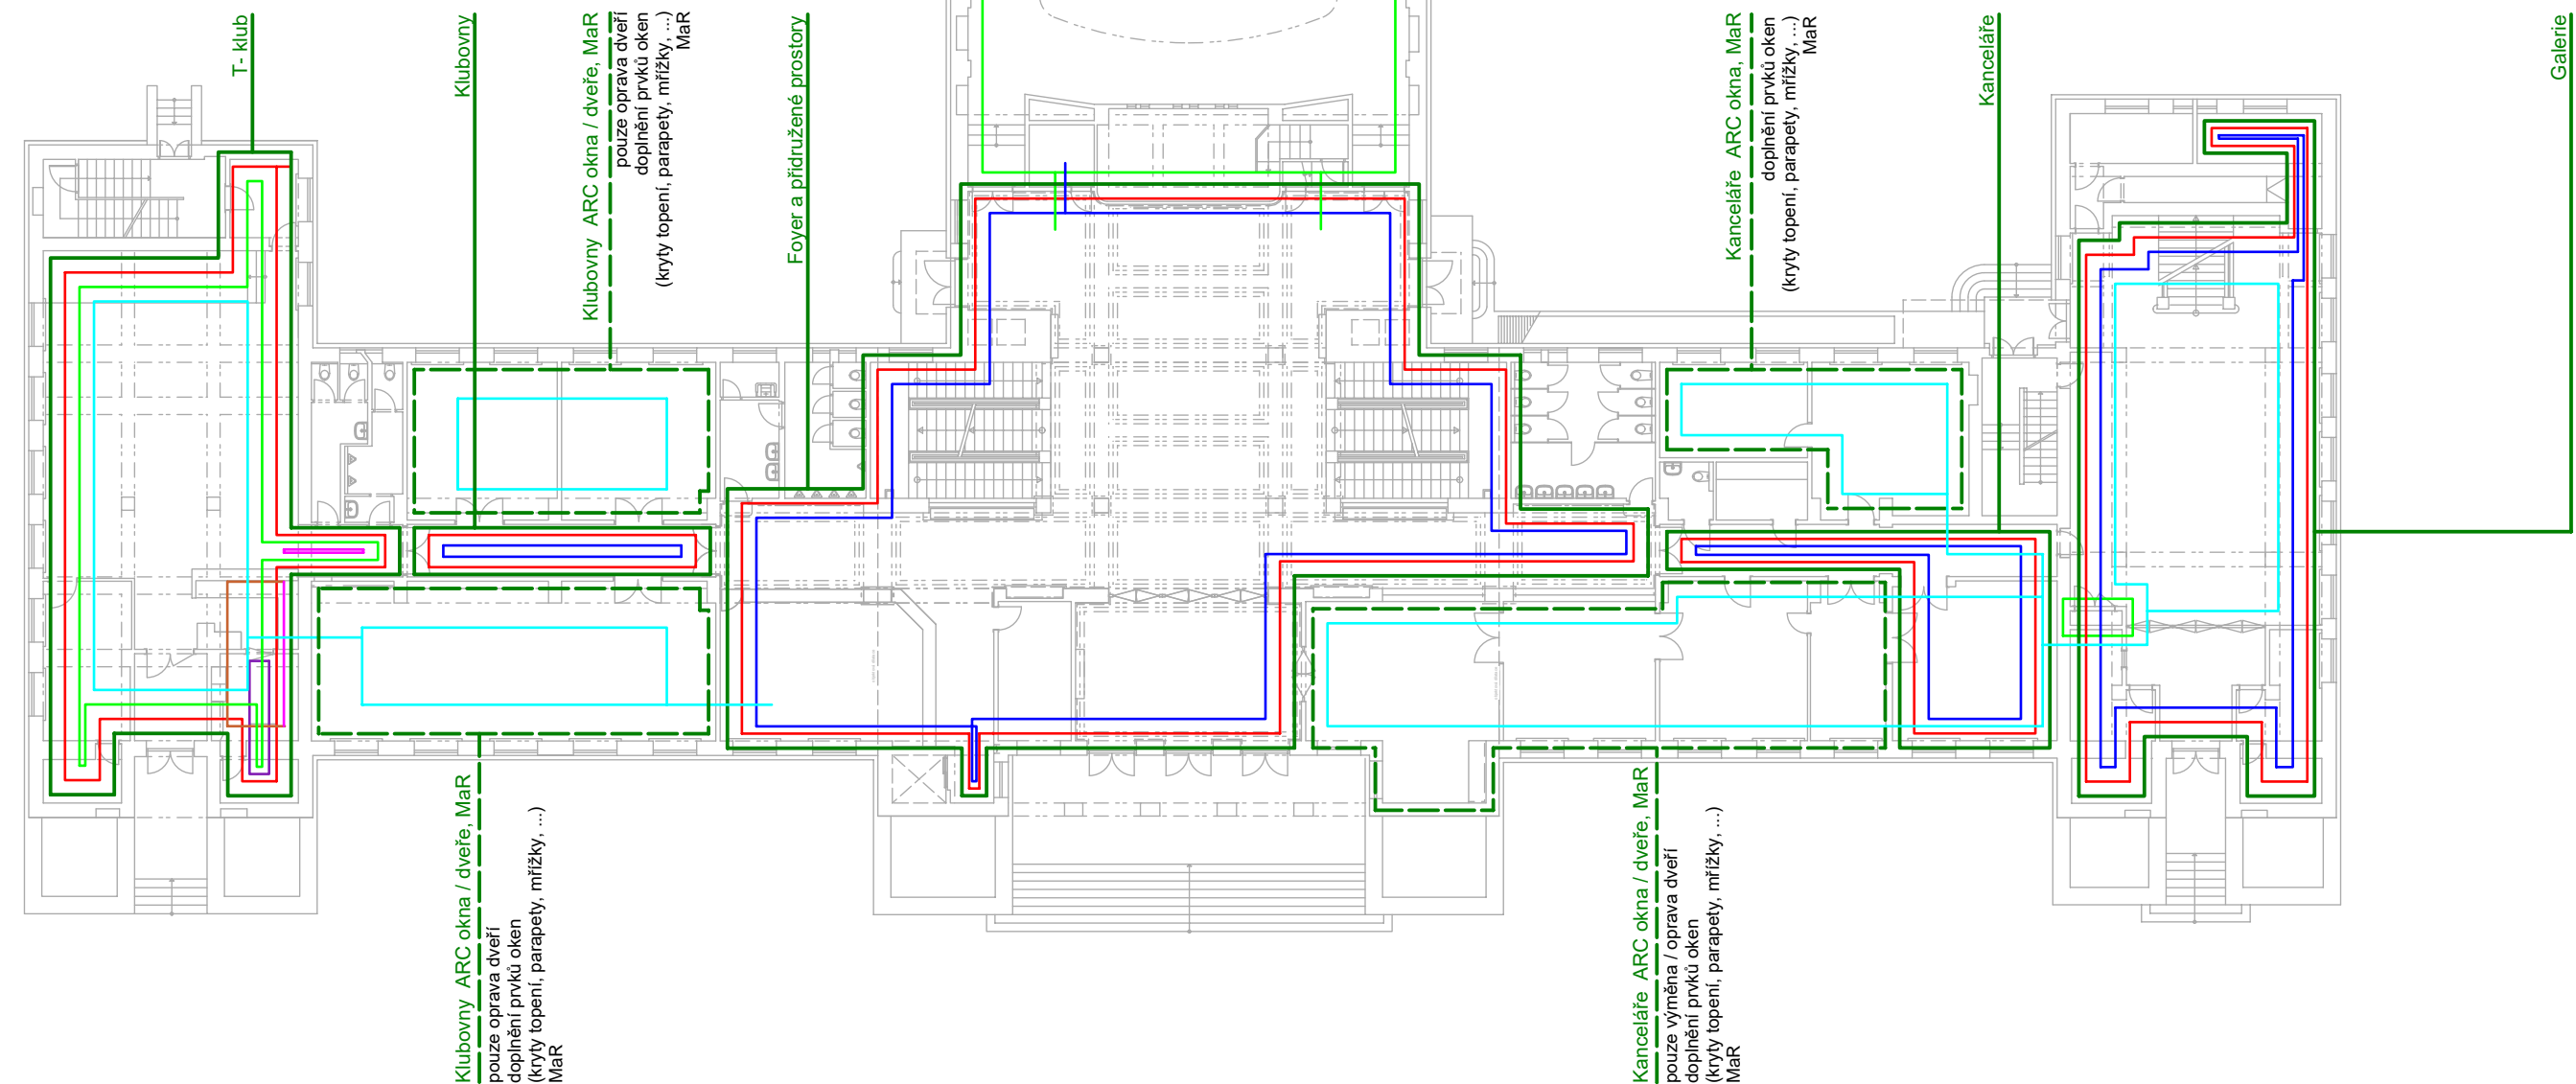 T- klub
Klubovny
Klubovny ARC okna / dveře, MaR
pouze oprava dveří
doplnění prvků oken
(kryty topení, parapety, mřížky, ...)
MaR
Foyer a přidružené prostory
Kanceláře ARC okna, MaR
doplnění prvků oken
(kryty topení, parapety, mřížky, ...)
MaR
Kanceláře
Galerie
Klubovny ARC okna / dveře, MaR
pouze oprava dveří
doplnění prvků oken
(kryty topení, parapety, mřížky, ...)
MaR
Kanceláře ARC okna / dveře, MaR
pouze výměna / oprava dveří
doplnění prvků oken
(kryty topení, parapety, mřížky, ...)
MaR